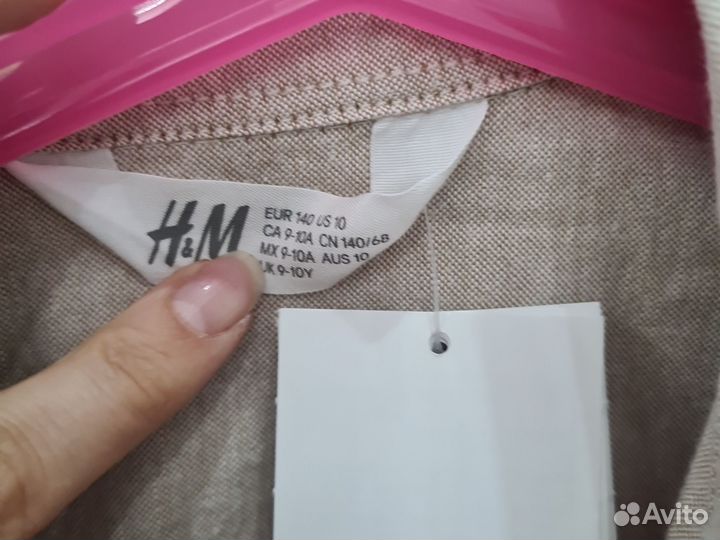 H&M
EUR 140 US 10
CA 9-10A CN 140/68
MX 9-10A AUS 10
UK 9-10Y
Avito